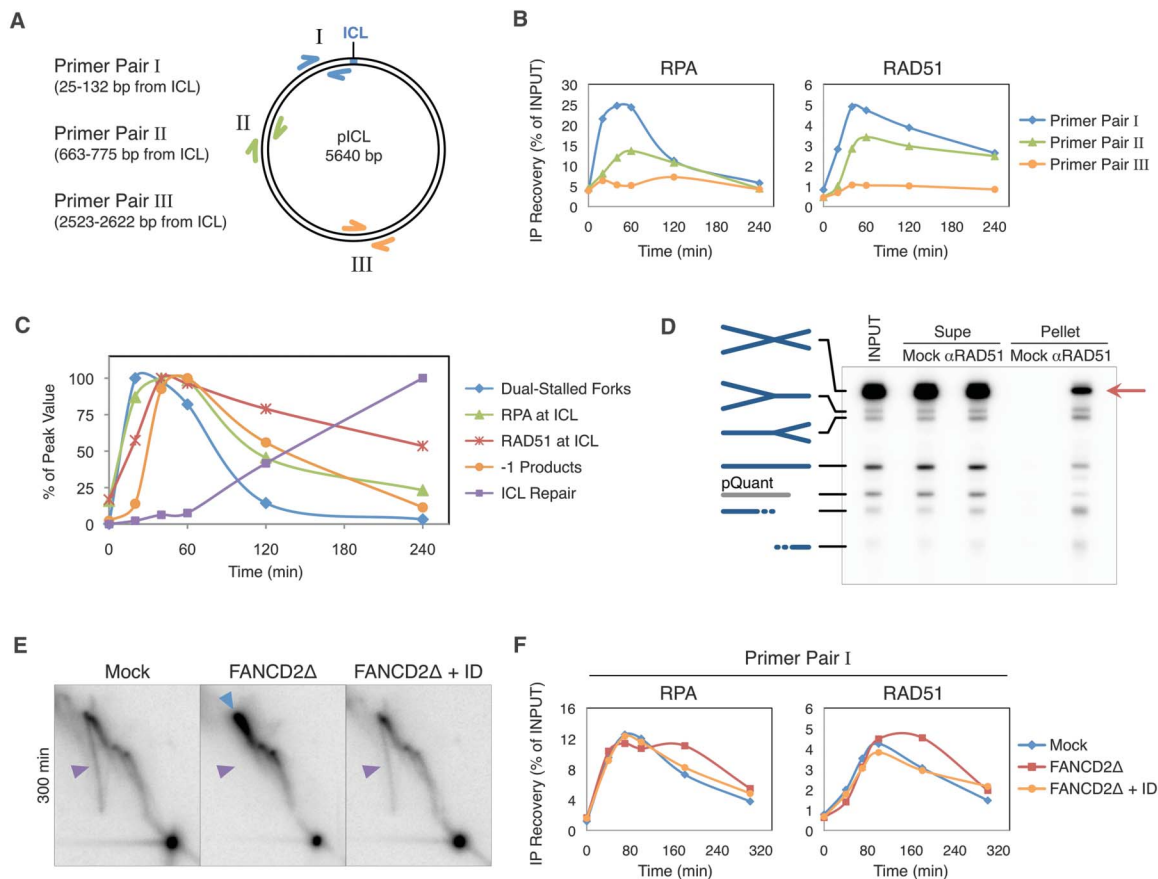 A
I
ICL
Primer Pair I
(25-132 bp from ICL)
II
Primer Pair II
(663-775 bp from ICL)
pICL
5640 bp
Primer Pair III
(2523-2622 bp from ICL)
III
B
RPA
RAD51
IP Recovery (% of INPUT)
30
25
20
15
10
5
0
0 60 120 180 240
Time (min)
6
5
4
3
2
1
0
0 60 120 180 240
Time (min)
Primer Pair I
Primer Pair II
Primer Pair III
C
% of Peak Value
100
75
50
25
0
0 60 120 180 240
Time (min)
Dual-Stalled Forks
RPA at ICL
RAD51 at ICL
-1 Products
ICL Repair
D
INPUT
Supe
Pellet
Mock αRAD51
Mock αRAD51
pQuant
E
Mock
FANCD2Δ
FANCD2Δ + ID
300 min
F
Primer Pair I
RPA
RAD51
IP Recovery (% of INPUT)
16
12
8
4
0
0 80 160 240 320
Time (min)
6
5
4
3
2
1
0
0 80 160 240 320
Time (min)
Mock
FANCD2Δ
FANCD2Δ + ID